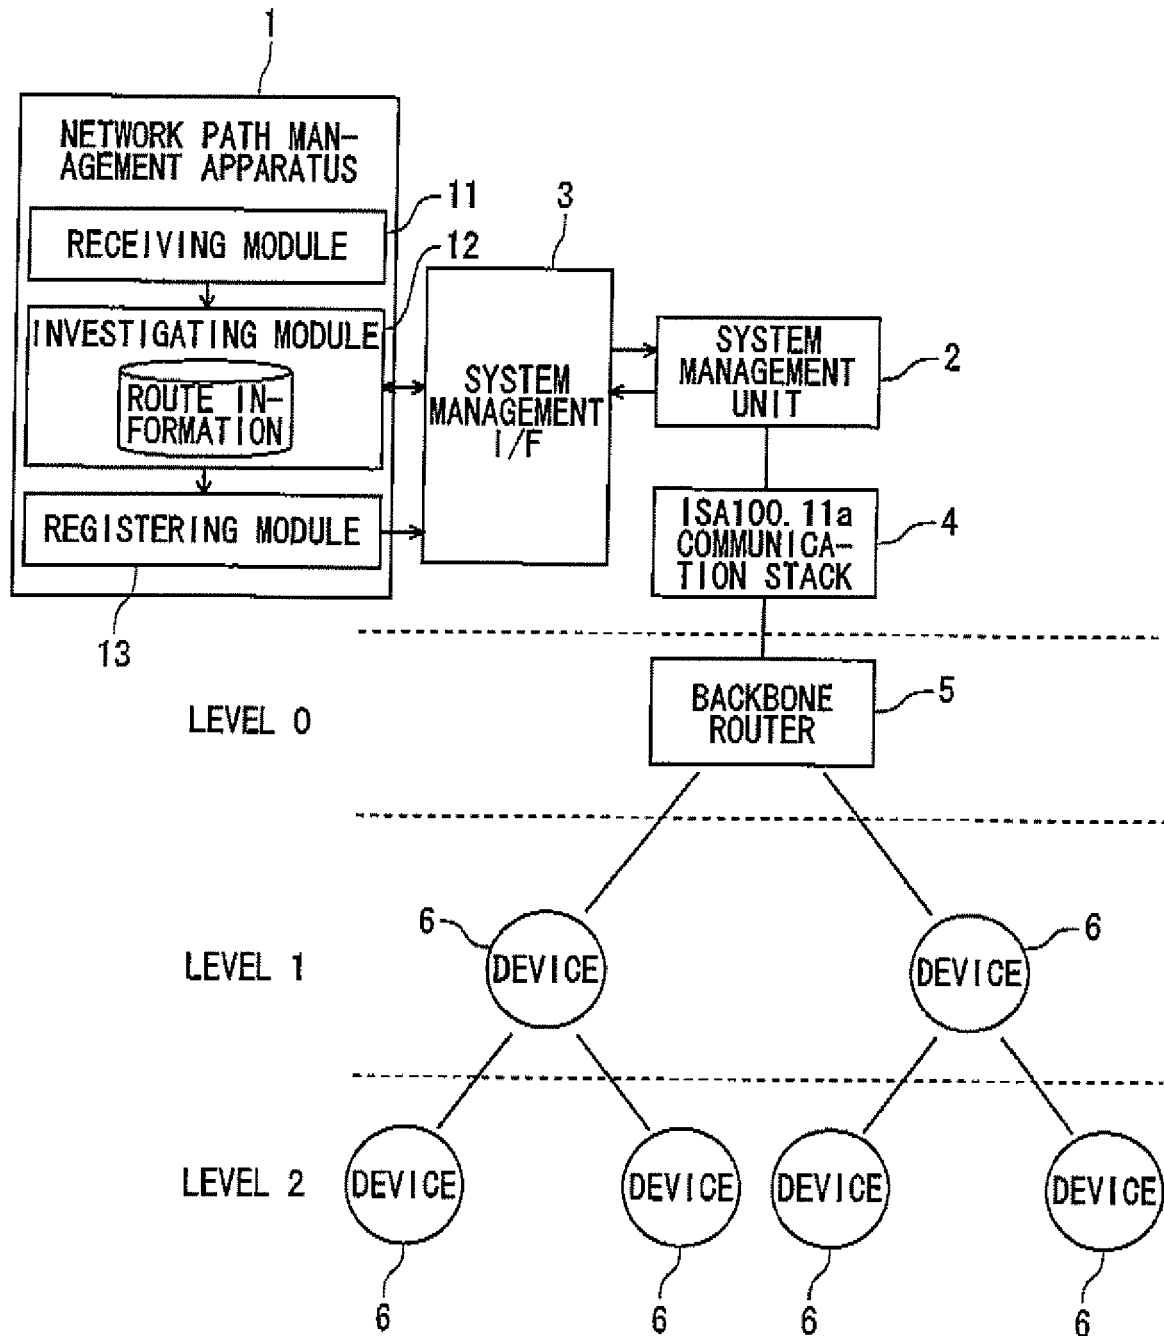 1
NETWORK PATH MAN-
AGEMENT APPARATUS
11
RECEIVING MODULE
12
INVESTIGATING MODULE
ROUTE IN-
FORMATION
REGISTERING MODULE
13
3
SYSTEM
MANAGEMENT
I/F
SYSTEM
MANAGEMENT
UNIT
2
ISA100.11a
COMMUNICA-
TION STACK
4
LEVEL 0
BACKBONE
ROUTER
5
LEVEL 1
6
DEVICE
DEVICE
6
LEVEL 2
DEVICE
DEVICE
DEVICE
DEVICE
6
6
6
6